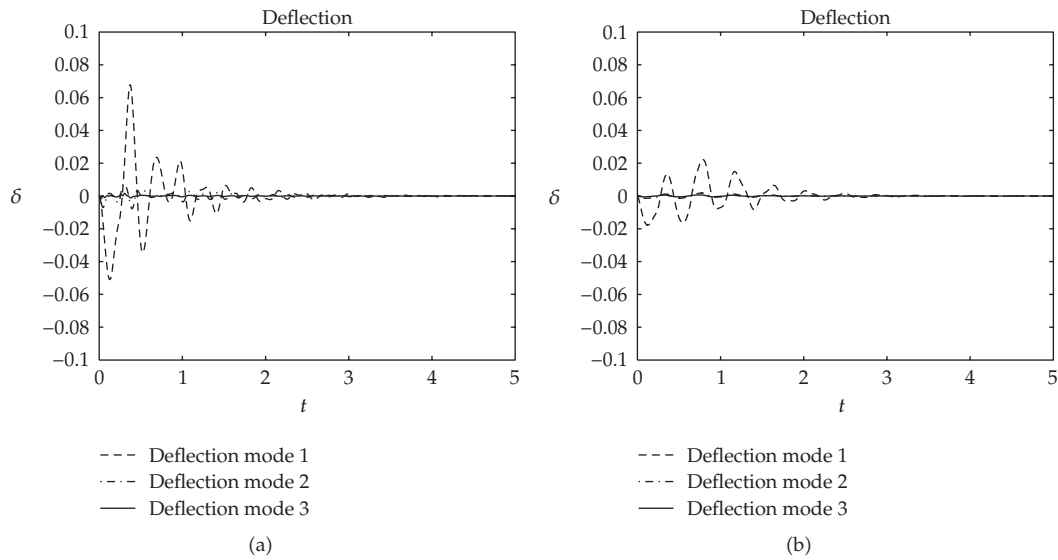 Deflection
0.1
0.08
0.06
0.04
0.02
0
−0.02
−0.04
−0.06
−0.08
−0.1
δ
0 1 2 3 4 5
t
Deflection mode 1
Deflection mode 2
Deflection mode 3
(a)
Deflection
0.1
0.08
0.06
0.04
0.02
0
−0.02
−0.04
−0.06
−0.08
−0.1
δ
0 1 2 3 4 5
t
Deflection mode 1
Deflection mode 2
Deflection mode 3
(b)